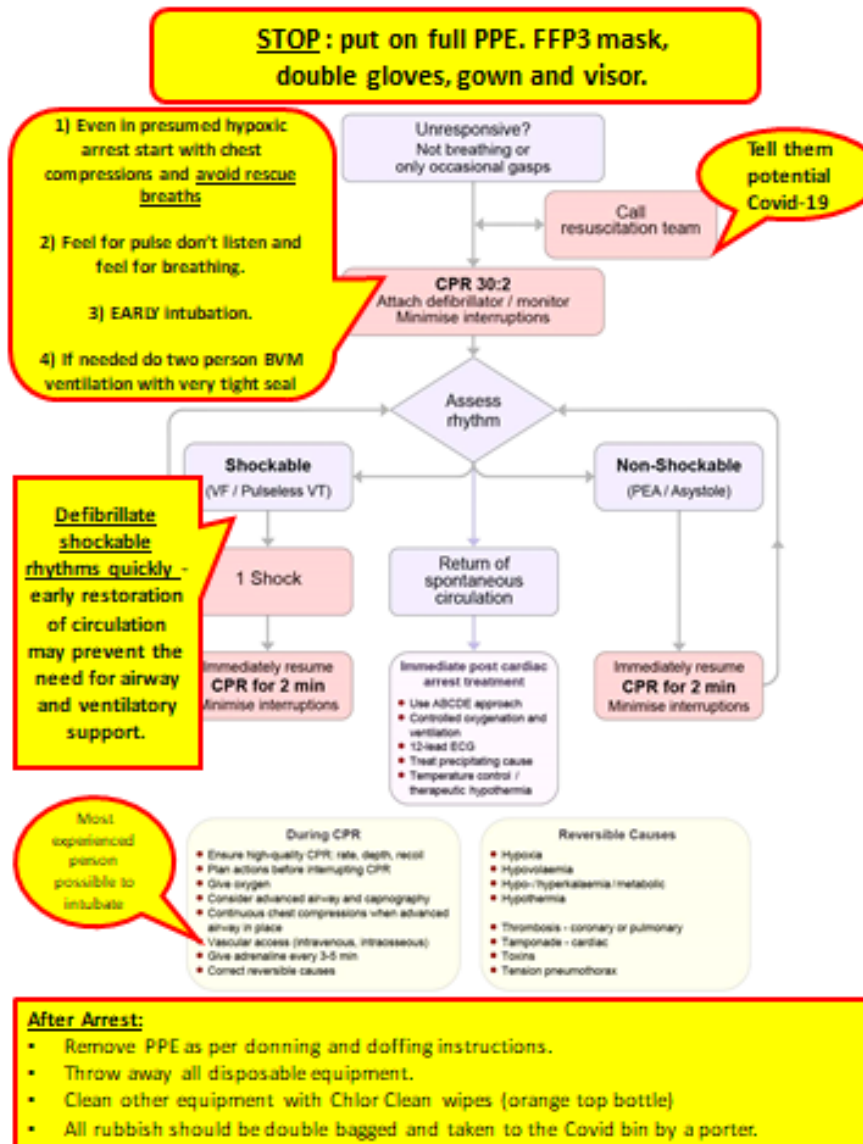 STOP : put on full PPE. FFP3 mask,
double gloves, gown and visor.
1) Even in presumed hypoxic
arrest start with chest
compressions and avoid rescue
breaths
2) Feel for pulse don't listen and
feel for breathing.
3) EARLY intubation.
4) If needed do two person BVM
ventilation with very tight seal
Unresponsive?
Not breathing or
only occasional gasps
Tell them
potential
Covid-19
Call
resuscitation team
CPR 30:2
Attach defibrillator / monitor
Minimise interruptions
Assess
rhythm
Shockable
(VF / Pulseless VT)
Non-Shockable
(PEA / Asystole)
Defibrillate
shockable
rhythms quickly -
early restoration
of circulation
may prevent the
need for airway
and ventilatory
support.
1 Shock
Return of
spontaneous
circulation
Immediately resume
CPR for 2 min
Minimise interruptions
Immediate post cardiac
arrest treatment
Use ABCDE approach
Controlled oxygenation and
ventilation
12-lead ECG
Treat precipitating cause
Temperature control /
therapeutic hypothermia
Immediately resume
CPR for 2 min
Minimise interruptions
Most
experienced
person
possible to
intubate
During CPR
Ensure high-quality CPR: rate, depth, recoil
Plan actions before interrupting CPR
Give oxygen
Consider advanced airway and capnography
Continuous chest compressions when advanced
airway in place
Vascular access (intravenous, intraosseous)
Give adrenaline every 3-5 min
Correct reversible causes
Reversible Causes
Hypoxia
Hypovolaemia
Hypo-/hyperkalaemia/metabolic
Hypothermia
Thrombosis - coronary or pulmonary
Tamponade - cardiac
Toxins
Tension pneumothorax
After Arrest:
▪ Remove PPE as per donning and doffing instructions.
▪ Throw away all disposable equipment.
▪ Clean other equipment with Chlor Clean wipes (orange top bottle)
▪ All rubbish should be double bagged and taken to the Covid bin by a porter.